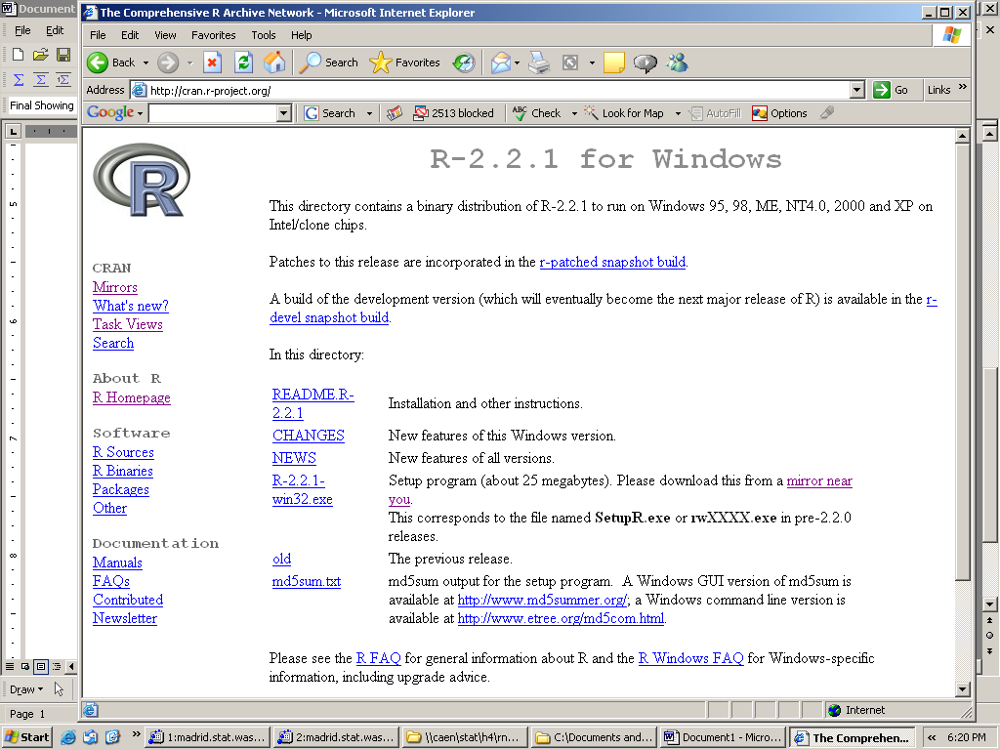 Document
The Comprehensive R Archive Network - Microsoft Internet Explorer
File Edit
File Edit View Favorites Tools Help
Back Search Favorites
Address http://cran.r-project.org/ Go Links »
Final Showing
Google Search 2513 blocked ABC Check Look for Map AutoFill Options
L
R
R-2.2.1 for Windows
This directory contains a binary distribution of R-2.2.1 to run on Windows 95, 98, ME, NT4.0, 2000 and XP on
Intel/clone chips.
Patches to this release are incorporated in the r-patched snapshot build.
A build of the development version (which will eventually become the next major release of R) is available in the r-
devel snapshot build.
In this directory:
CRAN
Mirrors
What's new?
Task Views
Search
About R
R Homepage
Software
R Sources
R Binaries
Packages
Other
Documentation
Manuals
FAQs
Contributed
Newsletter
README.R-
2.2.1
Installation and other instructions.
CHANGES New features of this Windows version.
NEWS New features of all versions.
R-2.2.1-
win32.exe
Setup program (about 25 megabytes). Please download this from a mirror near
you.
This corresponds to the file named SetupR.exe or rwXXXX.exe in pre-2.2.0
releases.
old The previous release.
md5sum.txt md5sum output for the setup program. A Windows GUI version of md5sum is
available at http://www.md5summer.org/; a Windows command line version is
available at http://www.etree.org/md5com.html.
Please see the R FAQ for general information about R and the R Windows FAQ for Windows-specific
information, including upgrade advice.
5
6
7
8
Draw
Page 1
Internet
Start » 1:madrid.stat.was... 2:madrid.stat.was... \\caen\stat\h4\rn... C:\Documents and... Document1 - Micro... The Comprehen... « 6:20 PM